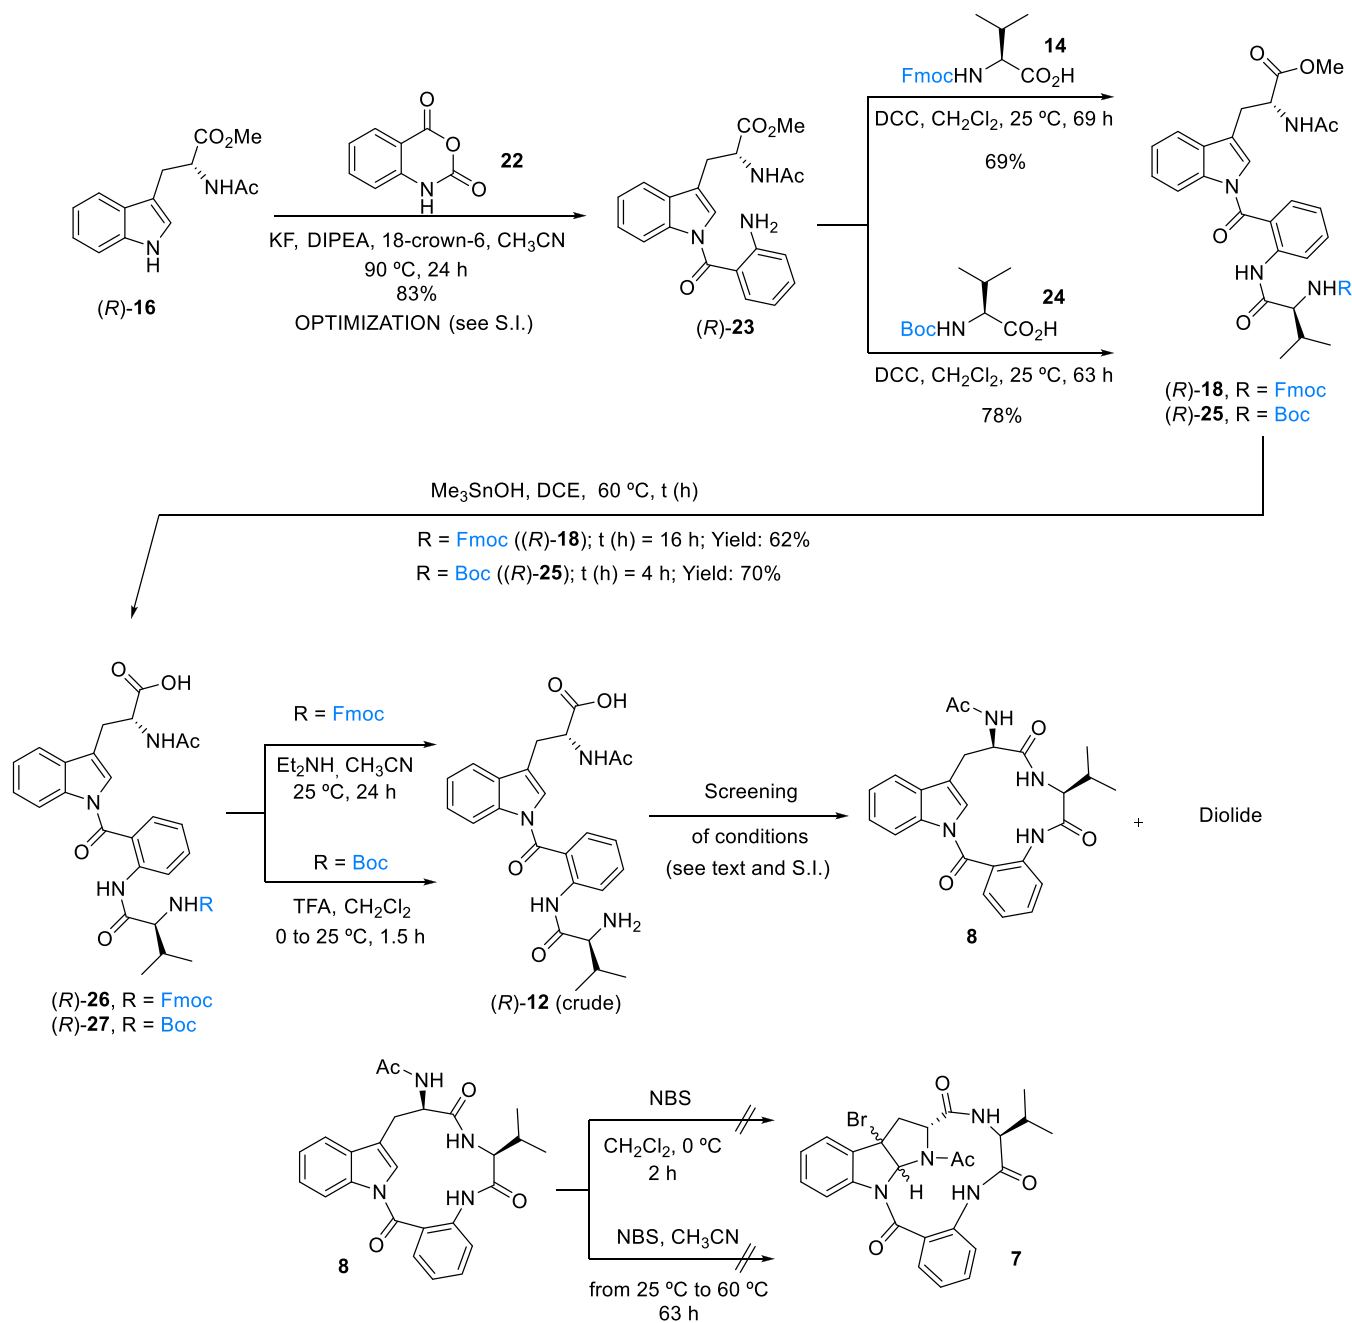 CO₂Me
NHAc
N
H
(R)-16
O
O
O
N
H
22
KF, DIPEA, 18-crown-6, CH₃CN
90 ºC, 24 h
83%
OPTIMIZATION (see S.I.)
CO₂Me
NHAc
NH₂
N
O
(R)-23
14
FmocHN
CO₂H
DCC, CH₂Cl₂, 25 ºC, 69 h
69%
24
BocHN
CO₂H
DCC, CH₂Cl₂, 25 ºC, 63 h
78%
O
OMe
NHAc
N
O
HN
NHR
O
(R)-18, R = Fmoc
(R)-25, R = Boc
Me₃SnOH, DCE, 60 ºC, t (h)
R = Fmoc ((R)-18); t (h) = 16 h; Yield: 62%
R = Boc ((R)-25); t (h) = 4 h; Yield: 70%
O
OH
NHAc
N
O
HN
NHR
O
(R)-26, R = Fmoc
(R)-27, R = Boc
R = Fmoc
Et₂NH, CH₃CN
25 ºC, 24 h
R = Boc
TFA, CH₂Cl₂
0 to 25 ºC, 1.5 h
O
OH
NHAc
N
O
HN
NH₂
O
(R)-12 (crude)
Screening
of conditions
(see text and S.I.)
Ac
NH
O
HN
N
HN
O
O
8
+
Diolide
Ac
NH
O
HN
N
HN
O
O
8
NBS
CH₂Cl₂, 0 ºC
2 h
NBS, CH₃CN
from 25 ºC to 60 ºC
63 h
O
Br
NH
N
Ac
N
H
HN
O
O
7